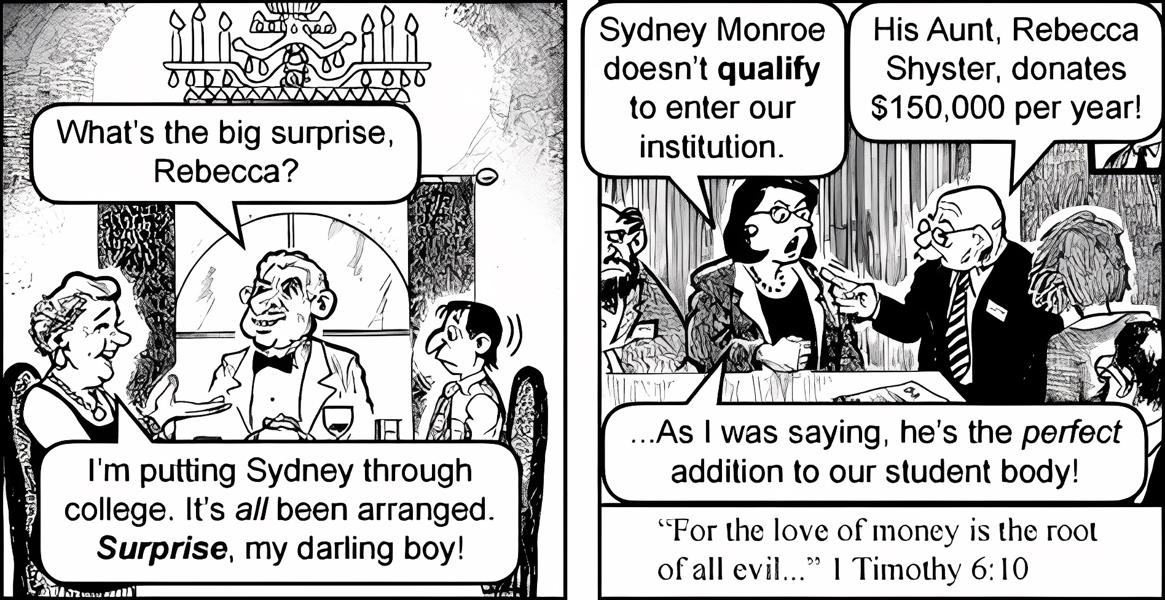 What's the big surprise,
Rebecca?
I'm putting Sydney through
college. It's all been arranged.
Surprise, my darling boy!
Sydney Monroe
doesn't qualify
to enter our
institution.
His Aunt, Rebecca
Shyster, donates
$150,000 per year!
...As I was saying, he's the perfect
addition to our student body!
“For the love of money is the root
of all evil...” 1 Timothy 6:10